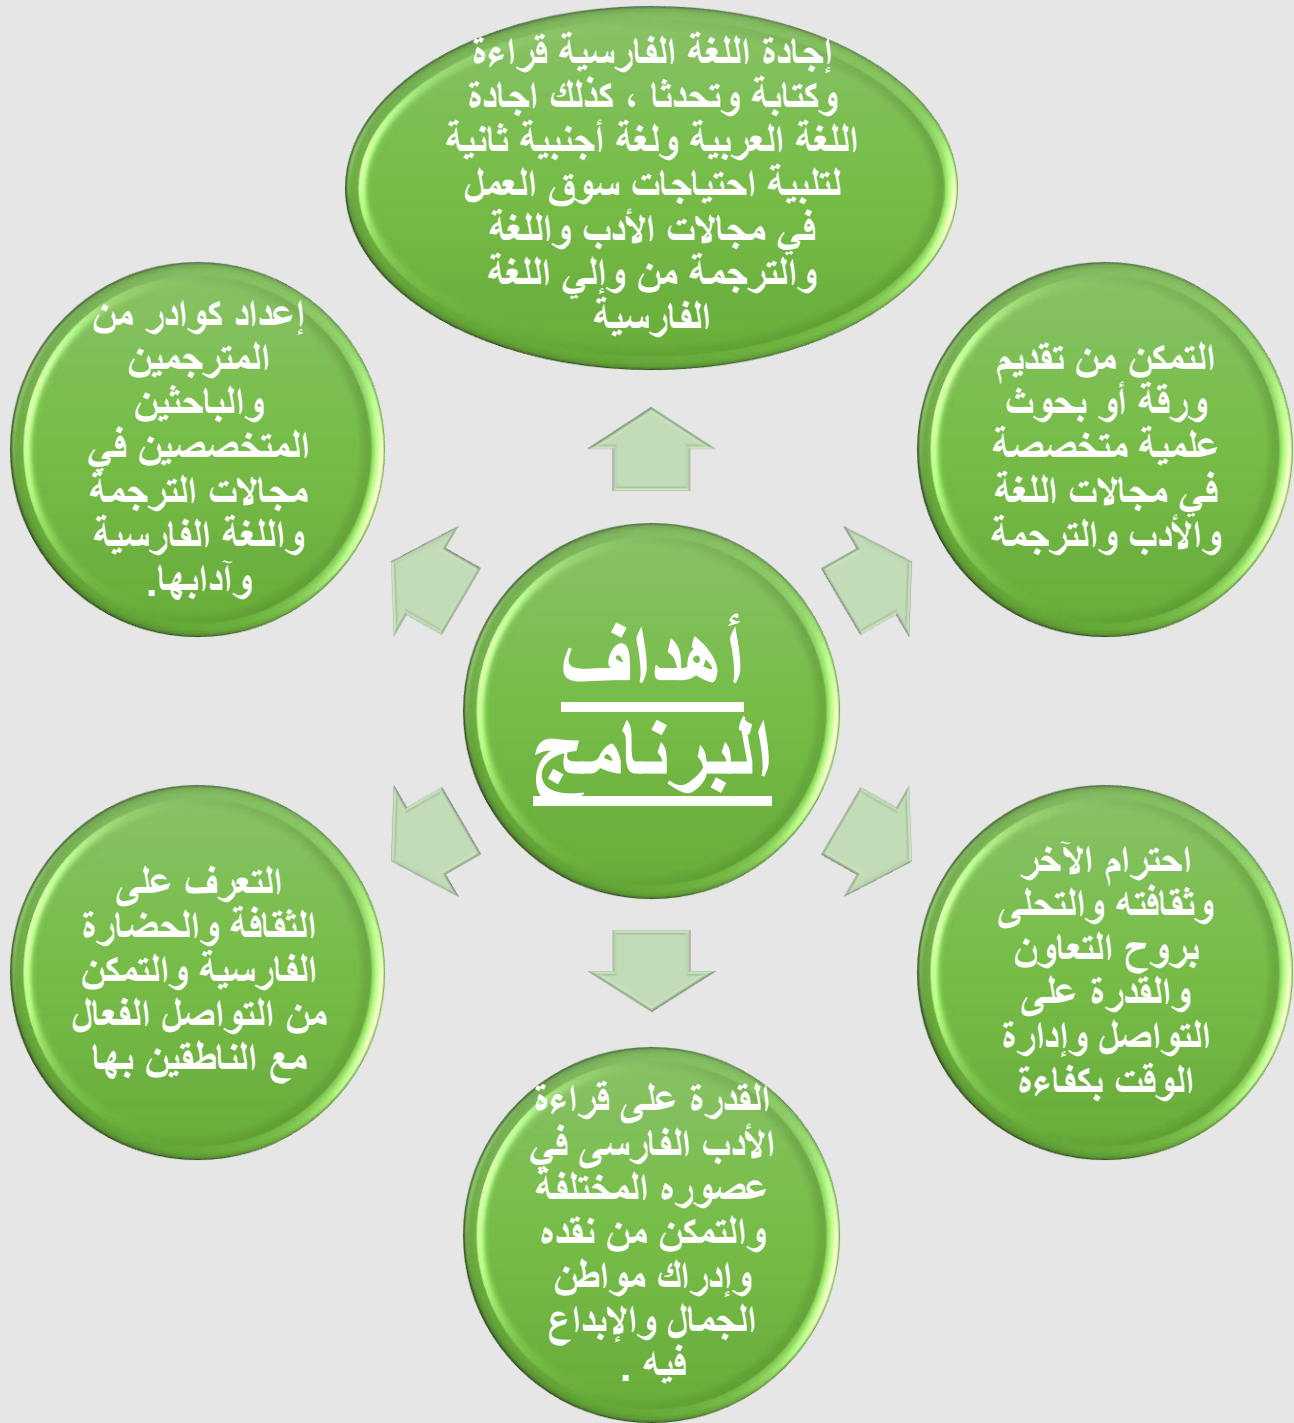 إجادة اللغة الفارسية قراءة
وكتابة وتحدثا ، كذلك اجادة
اللغة العربية ولغة أجنبية ثانية
لتلبية احتياجات سوق العمل
في مجالات الأدب واللغة
والترجمة من وإلي اللغة
الفارسية
التمكن من تقديم
ورقة أو بحوث
علمية متخصصة
في مجالات اللغة
والأدب والترجمة
إعداد كوادر من
المترجمين
والباحثين
المتخصصين في
مجالات الترجمة
واللغة الفارسية
وآدابها.
أهداف
البرنامج
احترام الآخر
وثقافته والتحلى
بروح التعاون
والقدرة على
التواصل وإدارة
الوقت بكفاءة
التعرف على
الثقافة والحضارة
الفارسية والتمكن
من التواصل الفعال
مع الناطقين بها
القدرة على قراءة
الأدب الفارسى في
عصوره المختلفة
والتمكن من نقده
وإدراك مواطن
الجمال والإبداع
فيه .